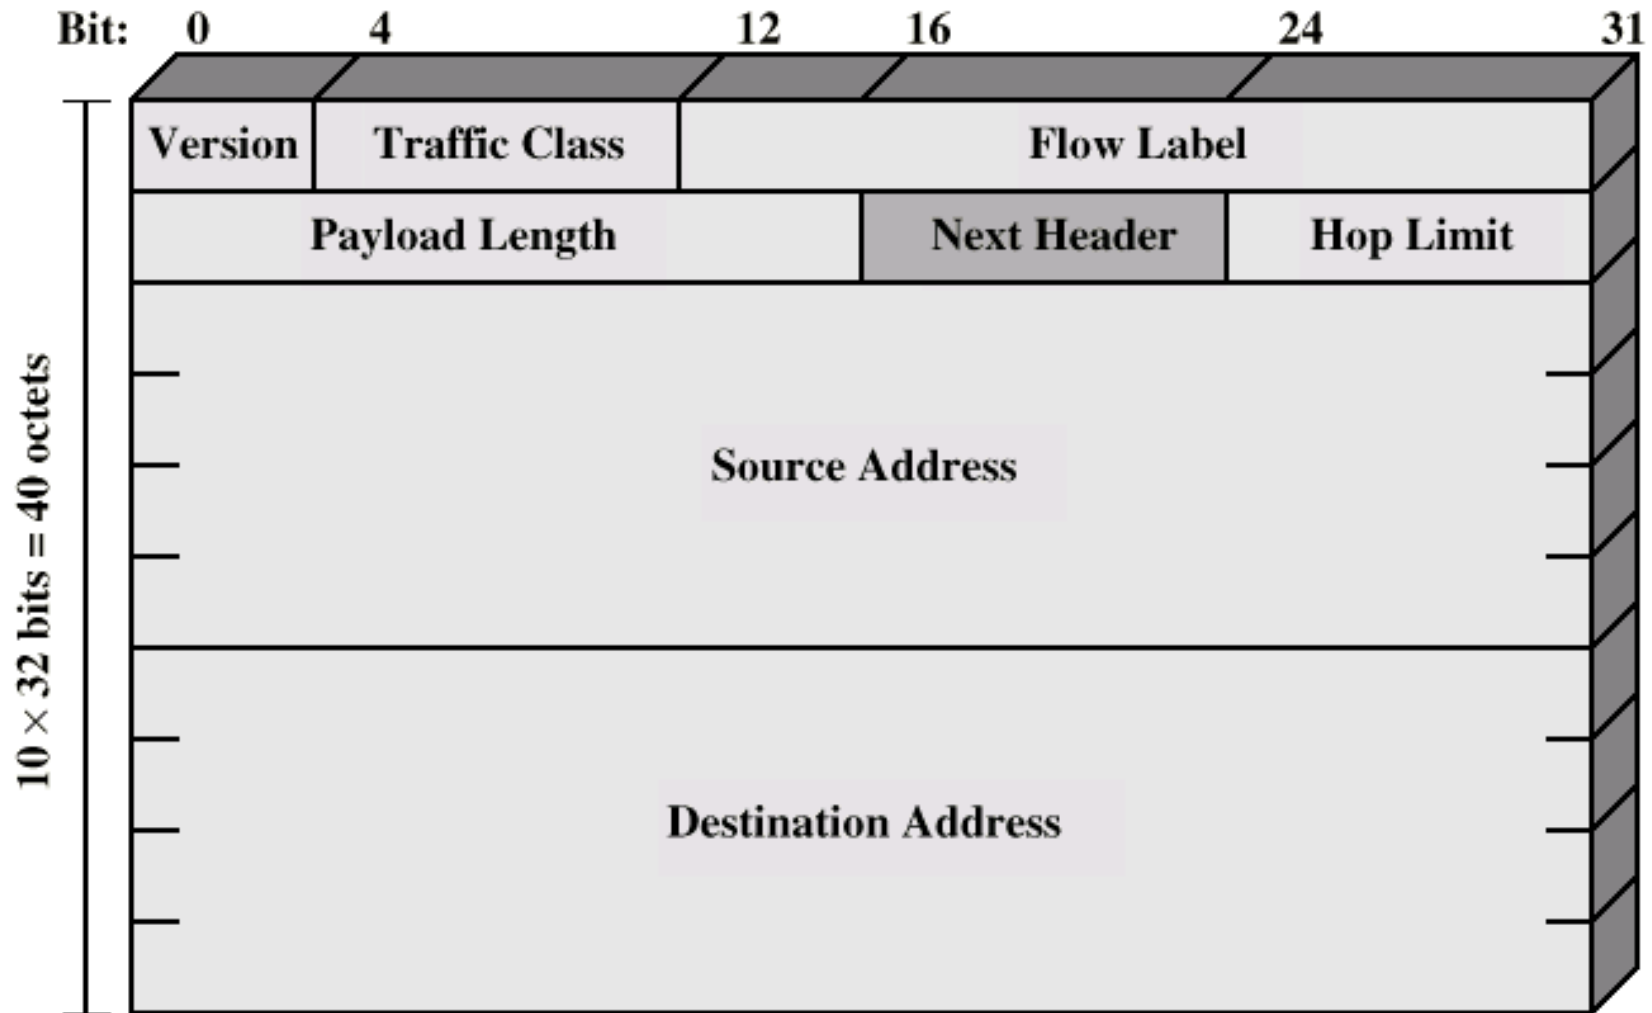 Bit: 0 4 12 16 24 31
Version Traffic Class Flow Label
Payload Length Next Header Hop Limit
Source Address
Destination Address
10 × 32 bits = 40 octets